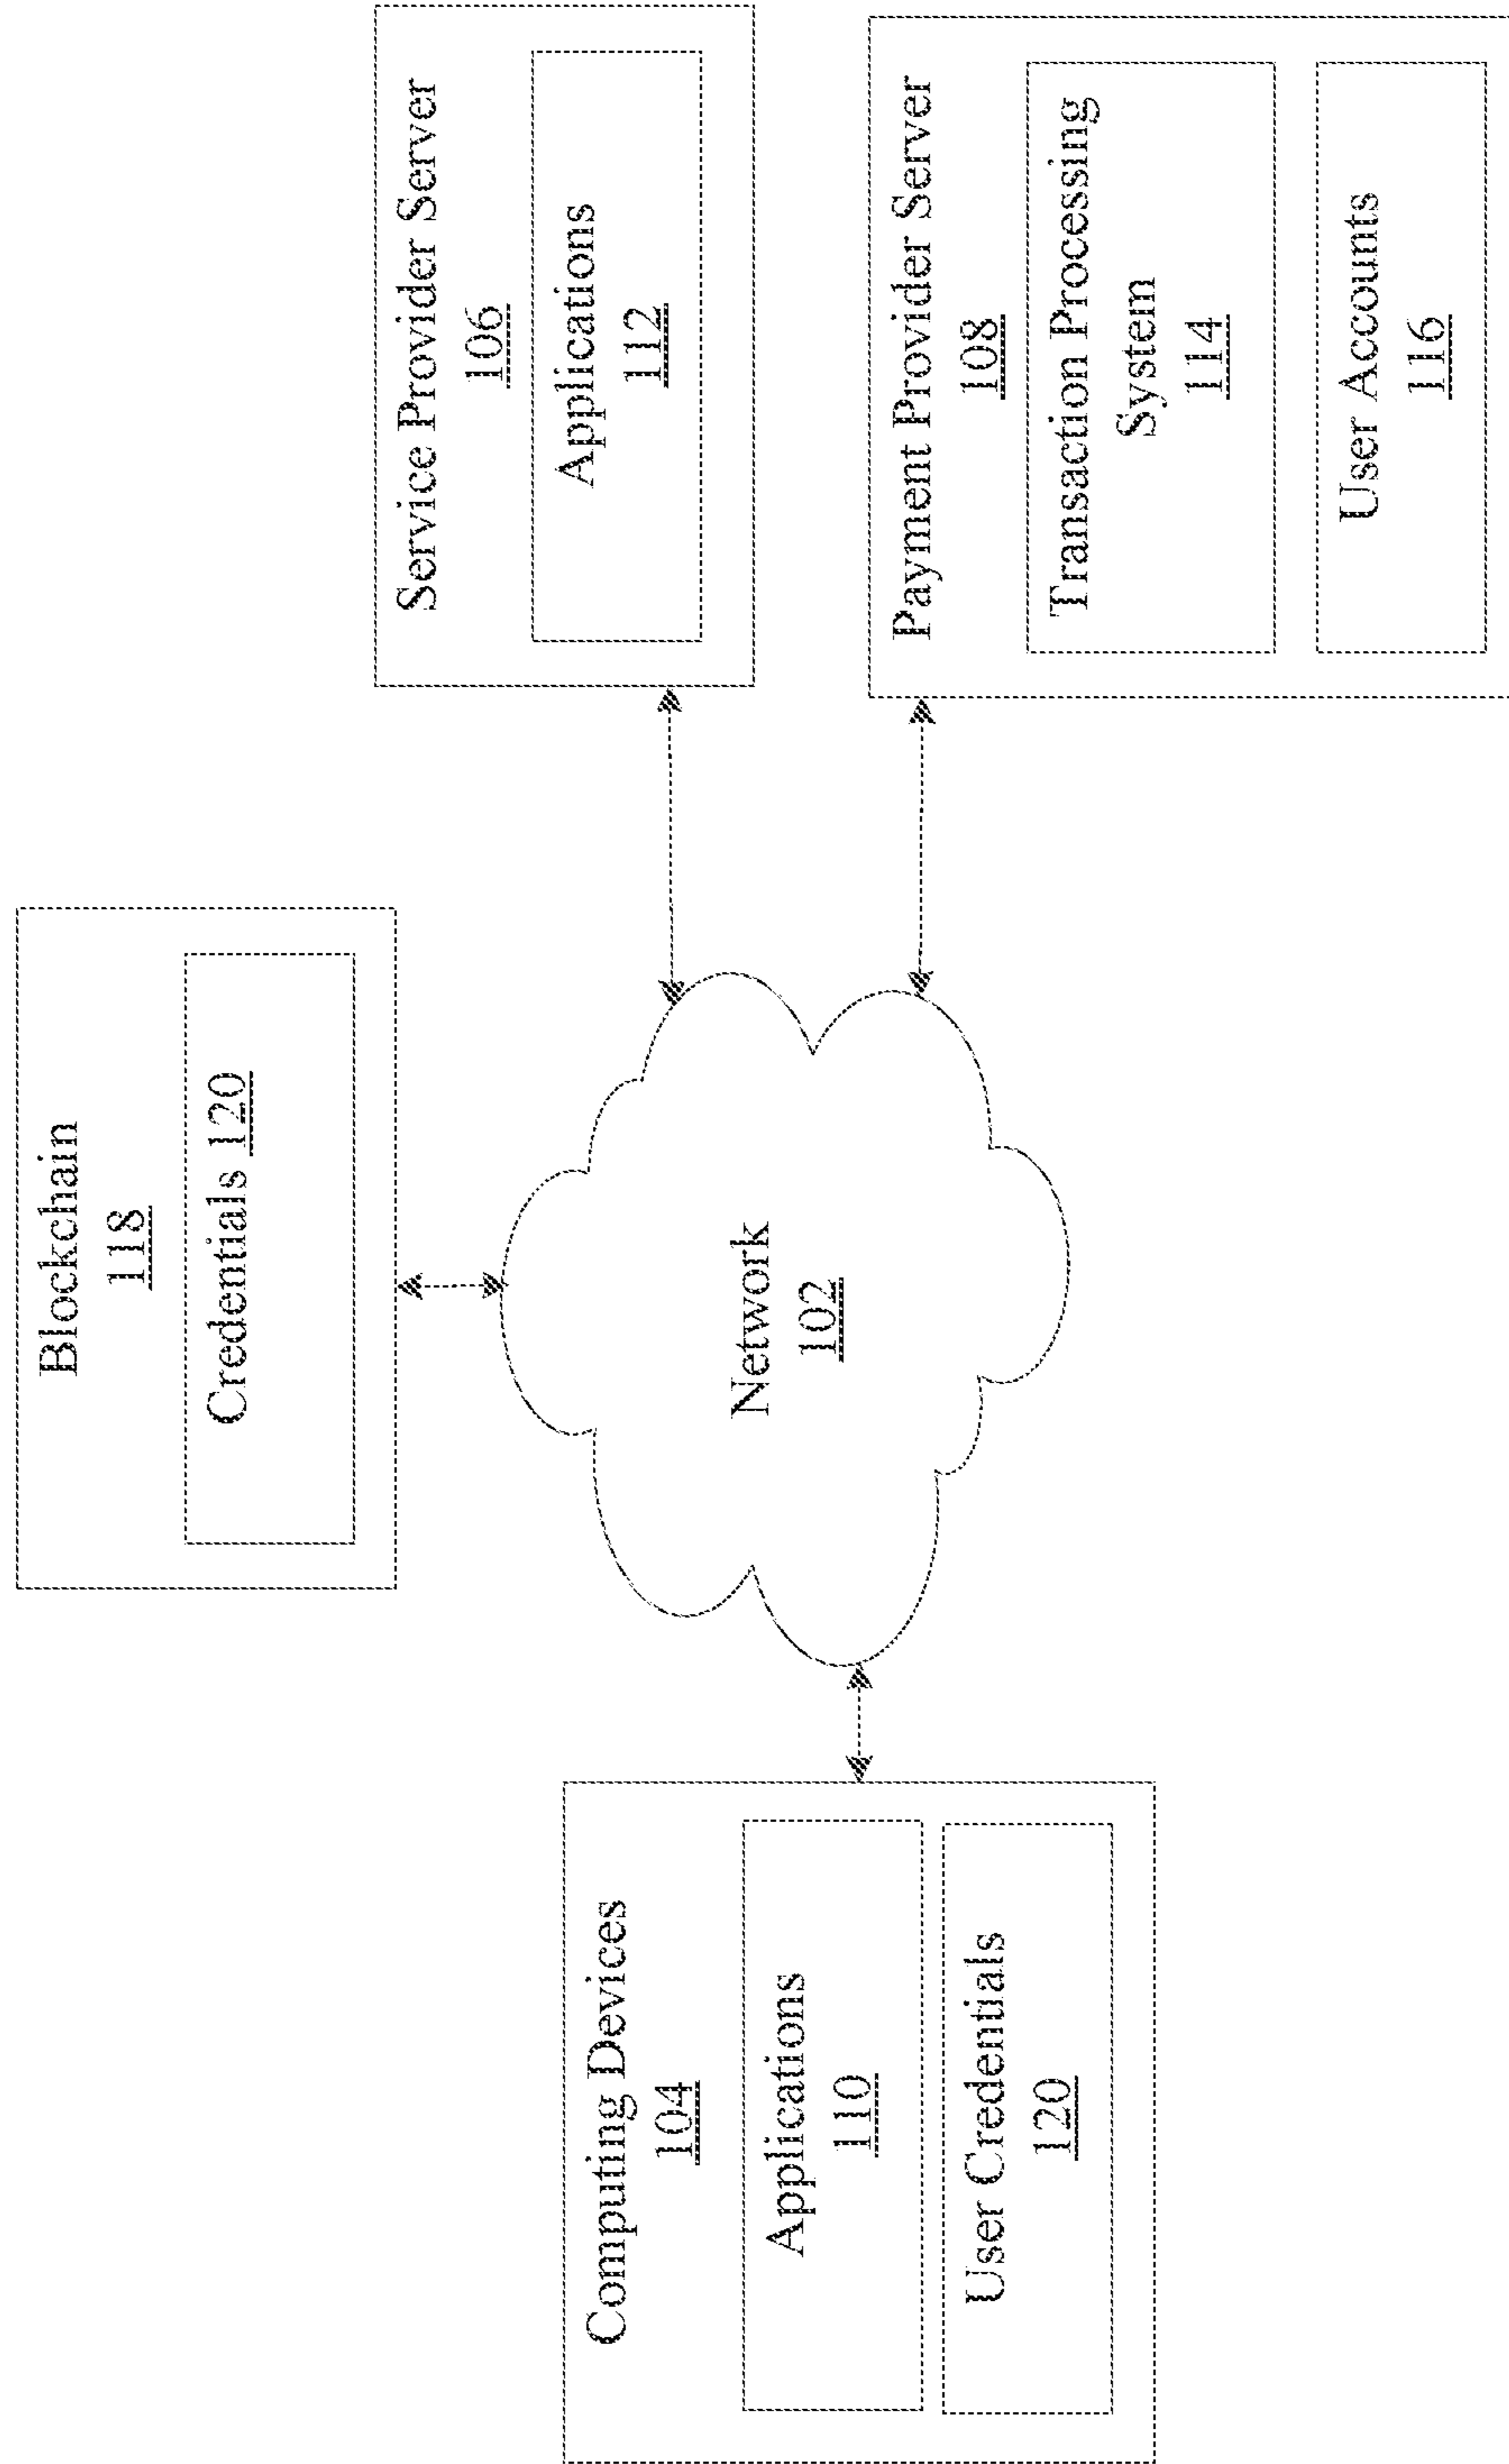 Blockchain
118
Credentials 120
Computing Devices
104
Applications
110
User Credentials
120
Network
102
Service Provider Server
106
Applications
112
Payment Provider Server
108
Transaction Processing
System
114
User Accounts
116